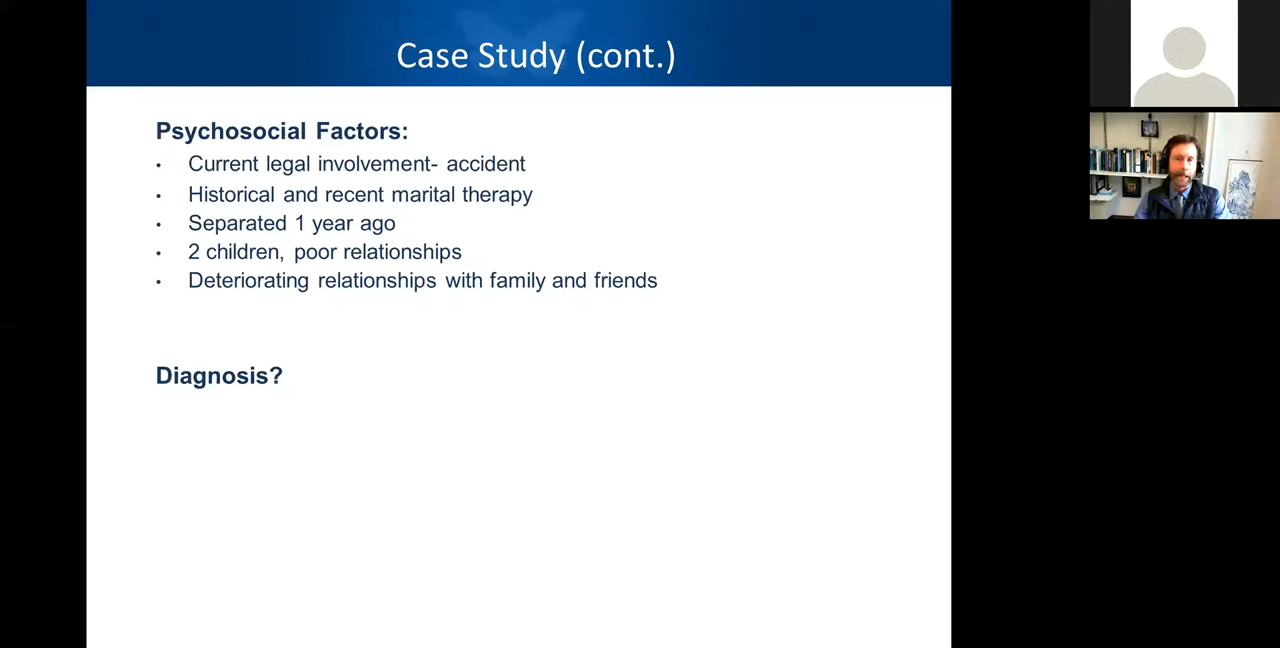 Case Study (cont.)
Psychosocial Factors:
• Current legal involvement- accident
• Historical and recent marital therapy
• Separated 1 year ago
• 2 children, poor relationships
• Deteriorating relationships with family and friends
Diagnosis?